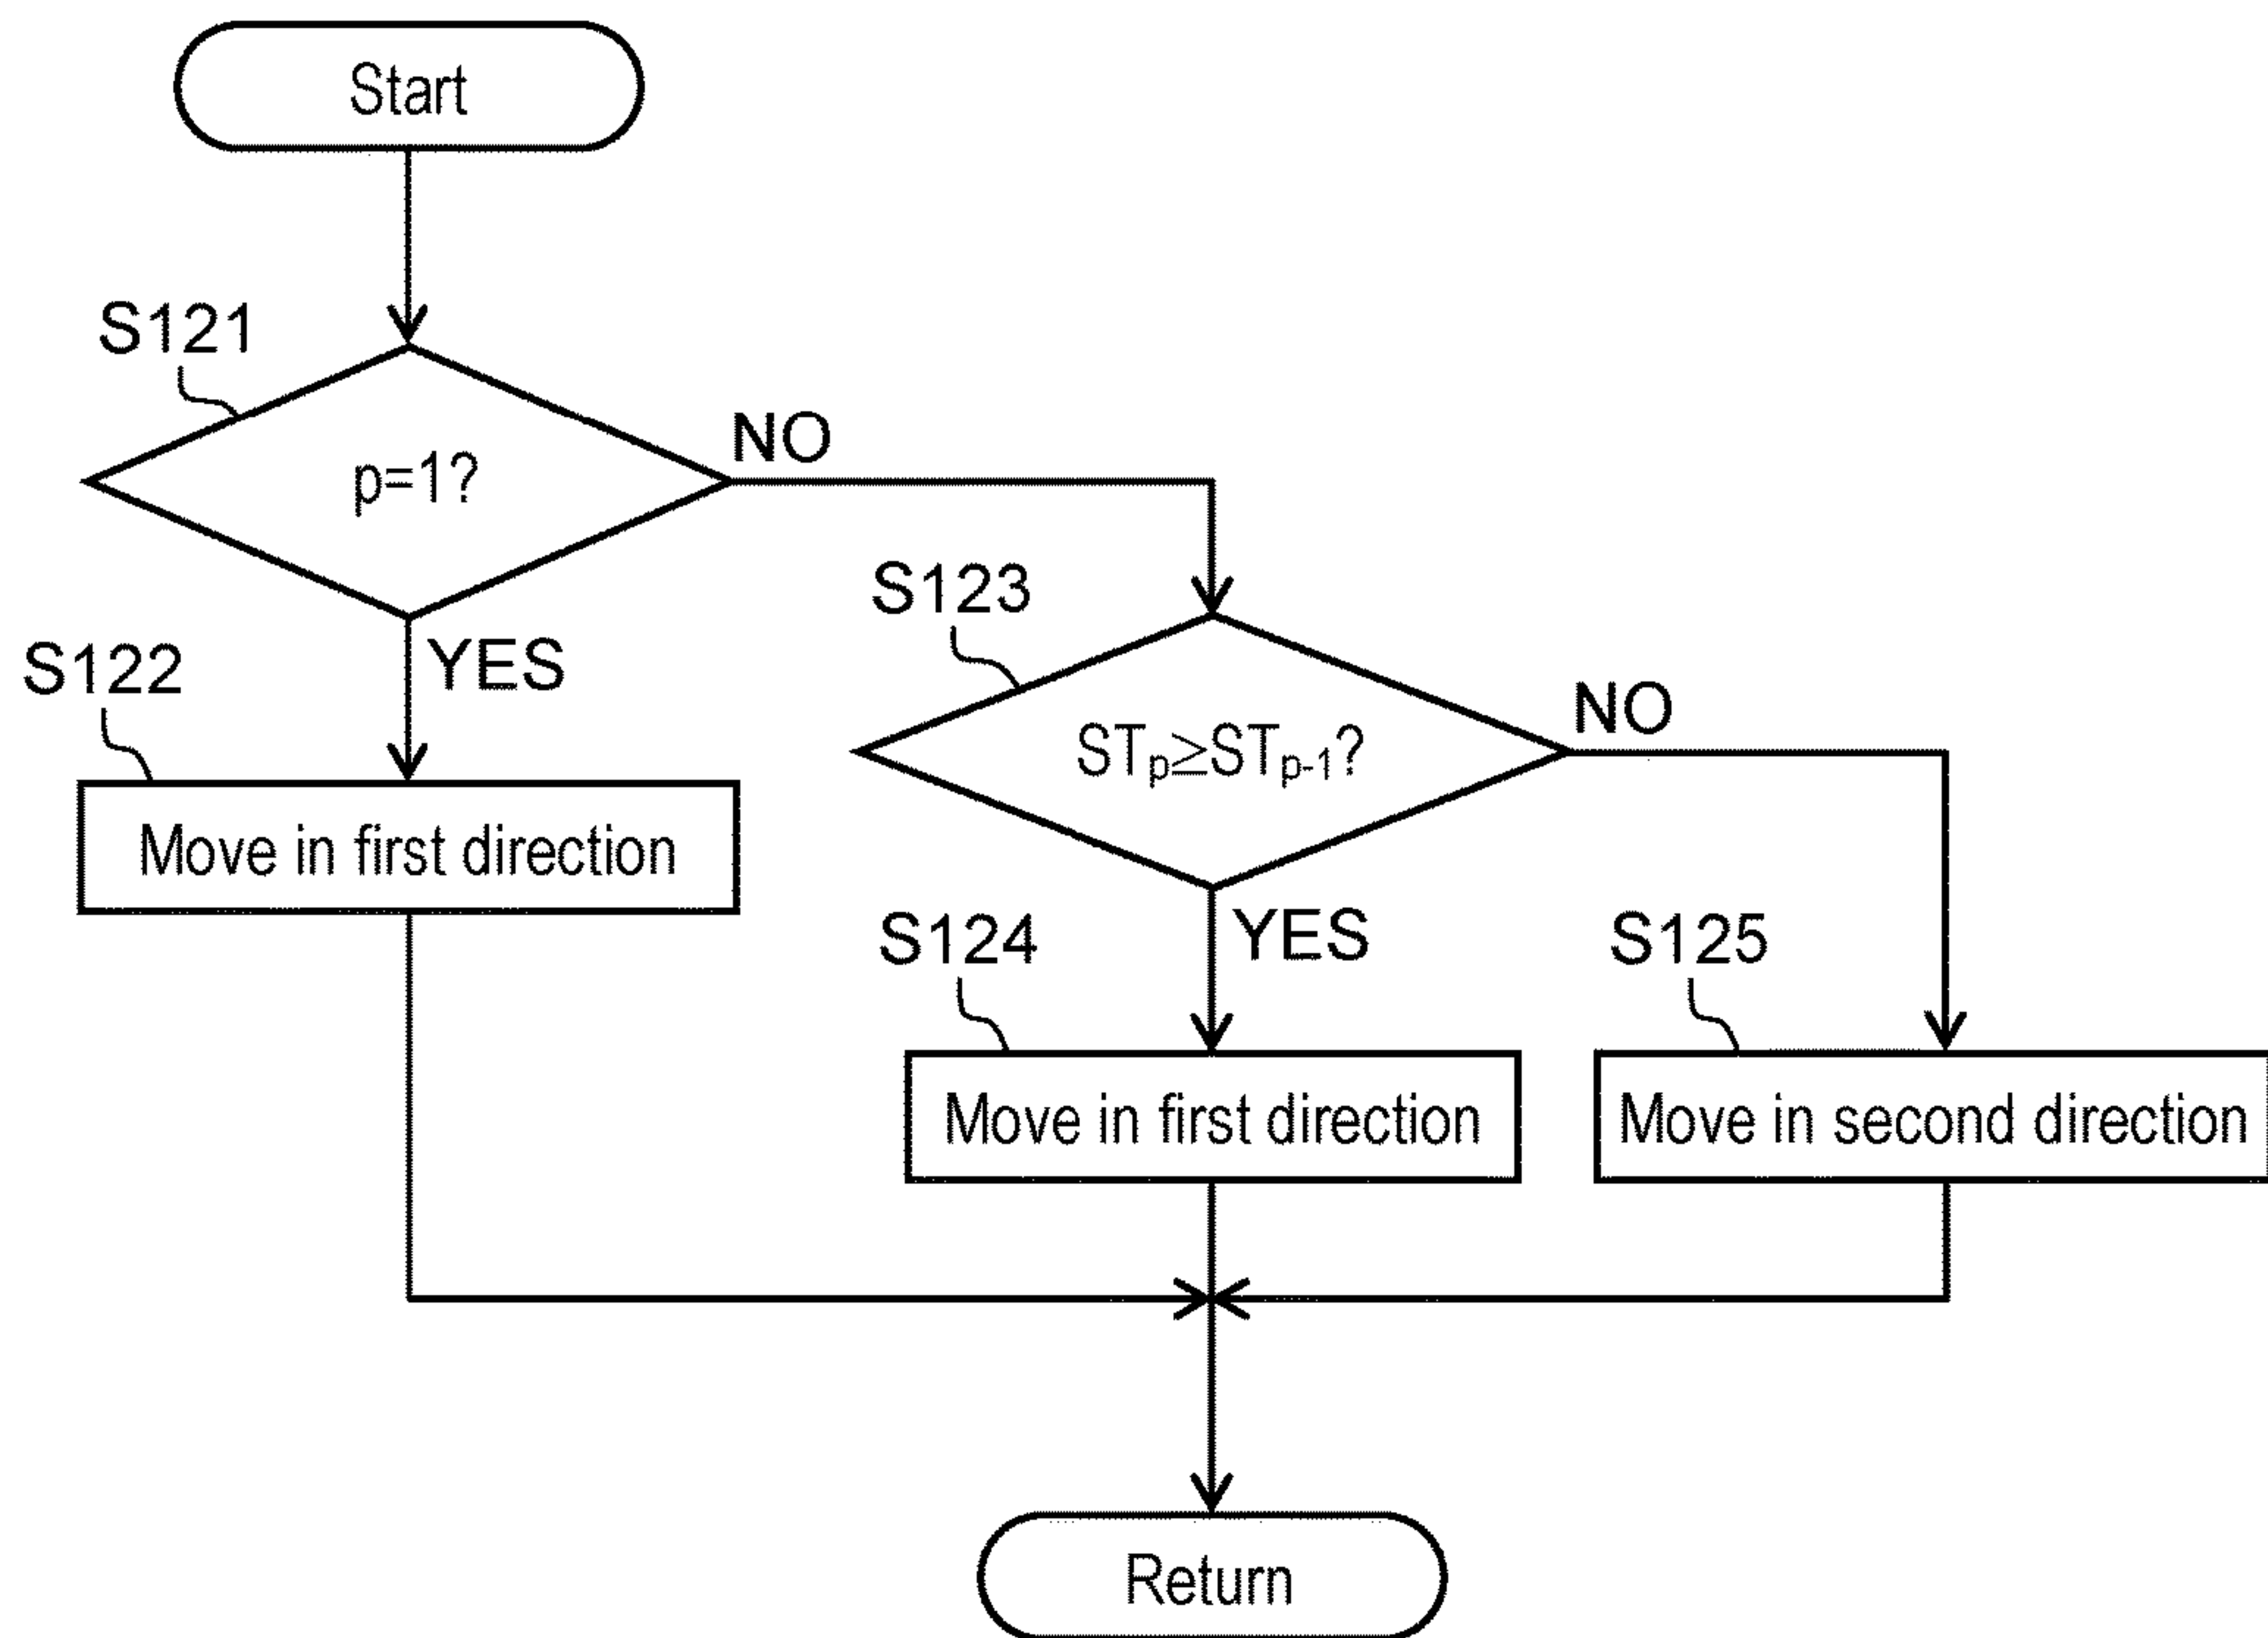 Start
S121
p=1?
NO
YES
S122
Move in first direction
S123
STp≥STp-1?
NO
YES
S124
Move in first direction
S125
Move in second direction
Return